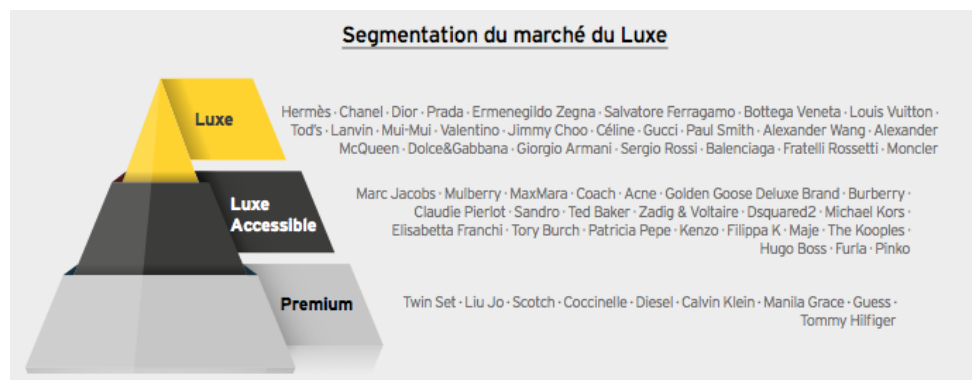 Segmentation du marché du Luxe
Luxe
Hermès · Chanel · Dior · Prada · Ermenegildo Zegna · Salvatore Ferragamo · Bottega Veneta · Louis Vuitton ·
Tod's · Lanvin · Mui-Mui · Valentino · Jimmy Choo · Céline · Gucci · Paul Smith · Alexander Wang · Alexander
McQueen · Dolce&Gabbana · Giorgio Armani · Sergio Rossi · Balenciaga · Fratelli Rossetti · Moncler
Luxe
Accessible
Marc Jacobs · Mulberry · MaxMara · Coach · Acne · Golden Goose Deluxe Brand · Burberry ·
Claudie Pierlot · Sandro · Ted Baker · Zadig & Voltaire · Dsquared2 · Michael Kors ·
Elisabetta Franchi · Tory Burch · Patricia Pepe · Kenzo · Filippa K · Maje · The Kooples ·
Hugo Boss · Furla · Pinko
Premium
Twin Set · Liu Jo · Scotch · Coccinelle · Diesel · Calvin Klein · Manila Grace · Guess ·
Tommy Hilfiger